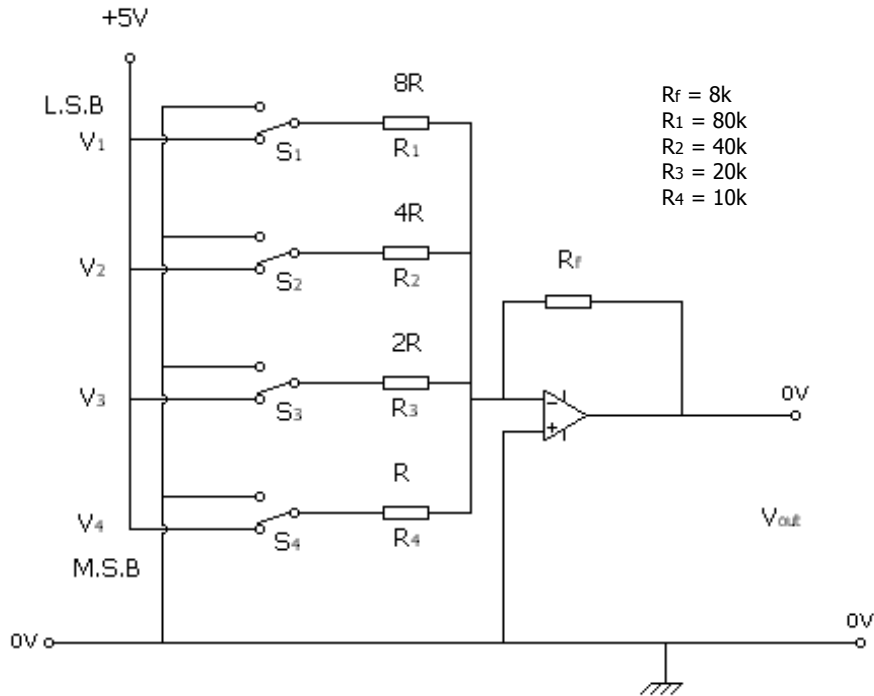 +5V
8R
L.S.B
V1
S1
R1
Rf = 8k
R1 = 80k
R2 = 40k
R3 = 20k
R4 = 10k
4R
V2
S2
R2
Rf
2R
V3
S3
R3
-
+
0V
R
V4
S4
R4
Vout
M.S.B
0V
0V